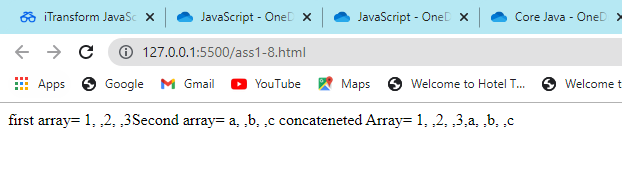 iTransform JavaSc
JavaScript - OneD
JavaScript - OneD
Core Java - OneD
127.0.0.1:5500/ass1-8.html
Apps
Google
Gmail
YouTube
Maps
Welcome to Hotel T...
Welcome to
first array= 1, ,2, ,3Second array= a, ,b, ,c concateneted Array= 1, ,2, ,3,a, ,b, ,c